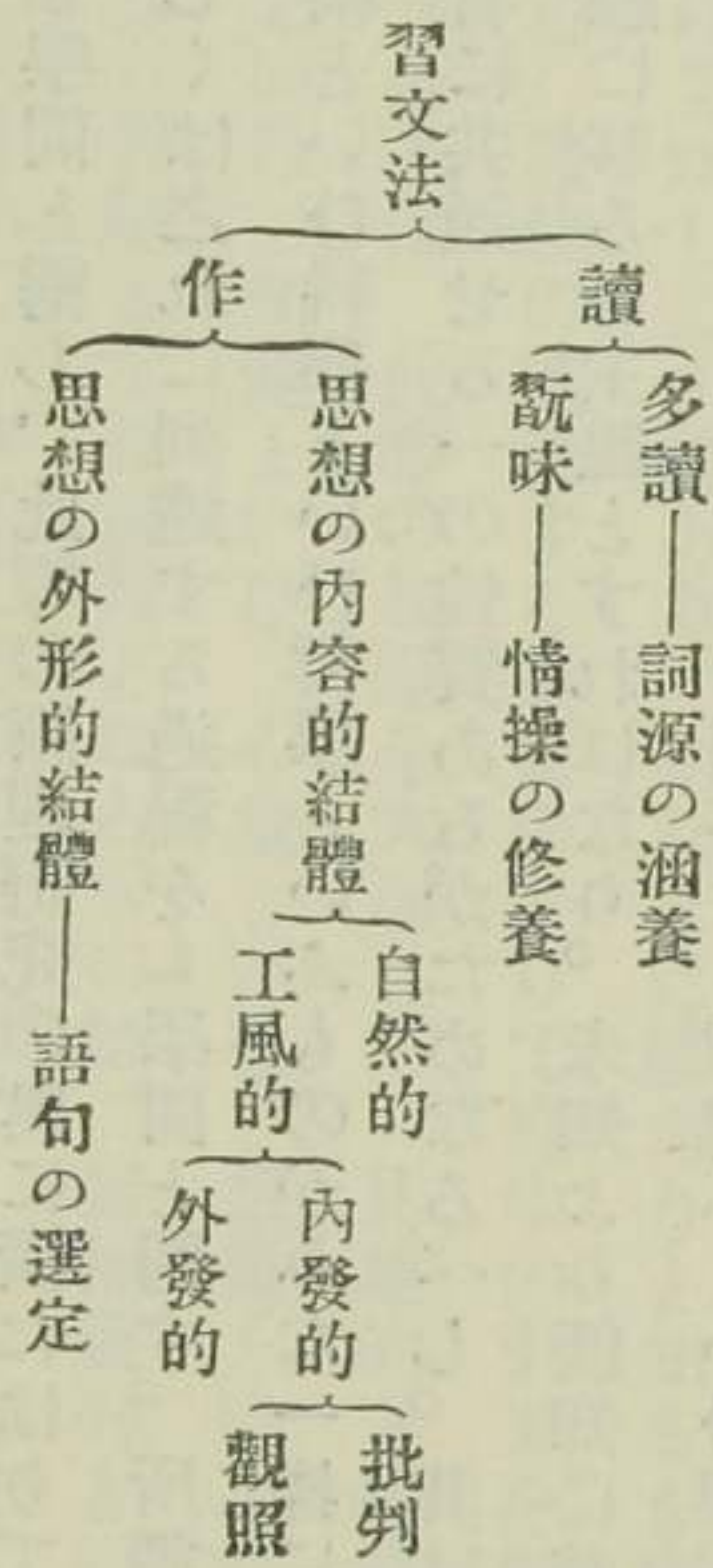 習文法
讀
多讀──詞源の涵養
翫味──情操の修養
作
思想の內容的結體
自然的
工風的
內發的
批判
觀照
外發的
思想の外形的結體──語句の選定